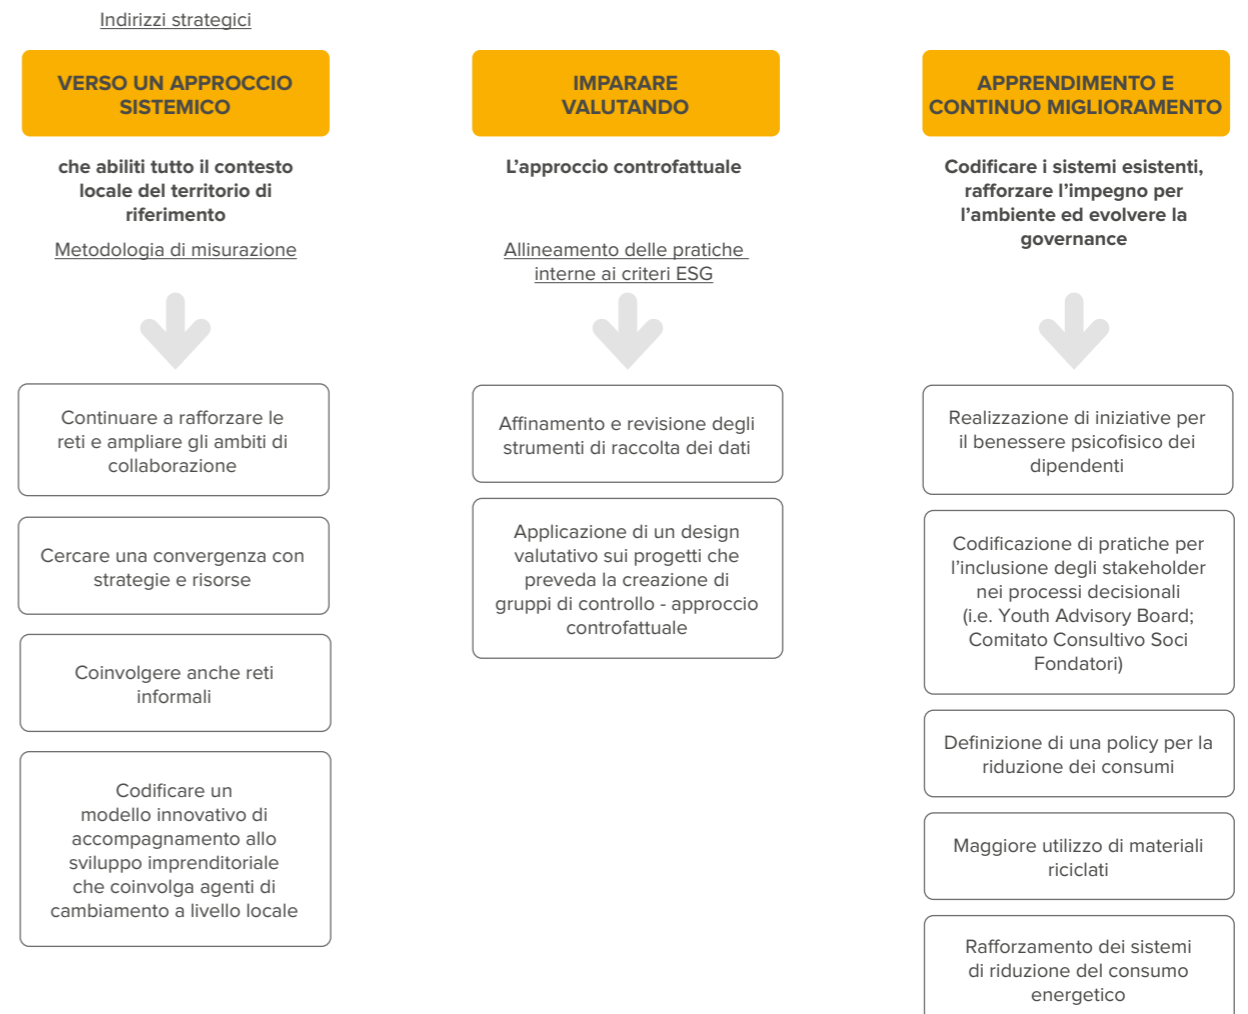 Indirizzi strategici
VERSO UN APPROCCIO
SISTEMICO
che abiliti tutto il contesto
locale del territorio di
riferimento
Metodologia di misurazione
Continuare a rafforzare le
reti e ampliare gli ambiti di
collaborazione
Cercare una convergenza con
strategie e risorse
Coinvolgere anche reti
informali
Codificare un
modello innovativo di
accompagnamento allo
sviluppo imprenditoriale
che coinvolga agenti di
cambiamento a livello locale
IMPARARE
VALUTANDO
L’approccio controfattuale
Allineamento delle pratiche
interne ai criteri ESG
Affinamento e revisione degli
strumenti di raccolta dei dati
Applicazione di un design
valutativo sui progetti che
preveda la creazione di
gruppi di controllo - approccio
controfattuale
APPRENDIMENTO E
CONTINUO MIGLIORAMENTO
Codificare i sistemi esistenti,
rafforzare l’impegno per
l’ambiente ed evolvere la
governance
Realizzazione di iniziative per
il benessere psicofisico dei
dipendenti
Codificazione di pratiche per
l’inclusione degli stakeholder
nei processi decisionali
(i.e. Youth Advisory Board;
Comitato Consultivo Soci
Fondatori)
Definizione di una policy per la
riduzione dei consumi
Maggiore utilizzo di materiali
riciclati
Rafforzamento dei sistemi
di riduzione del consumo
energetico